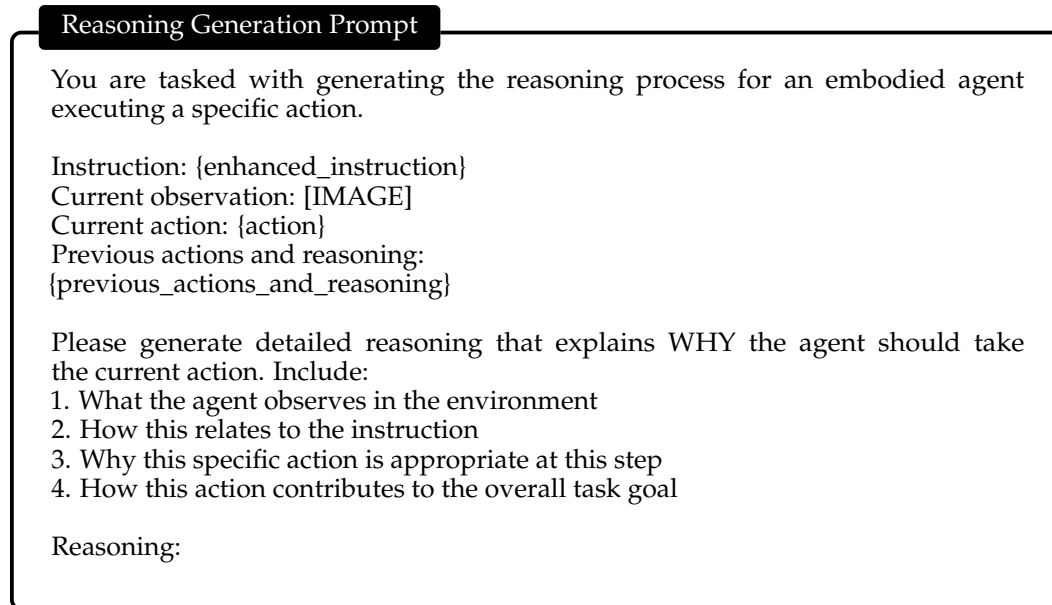 Reasoning Generation Prompt
You are tasked with generating the reasoning process for an embodied agent
executing a specific action.
Instruction: {enhanced_instruction}
Current observation: [IMAGE]
Current action: {action}
Previous actions and reasoning:
{previous_actions_and_reasoning}
Please generate detailed reasoning that explains WHY the agent should take
the current action. Include:
1. What the agent observes in the environment
2. How this relates to the instruction
3. Why this specific action is appropriate at this step
4. How this action contributes to the overall task goal
Reasoning: